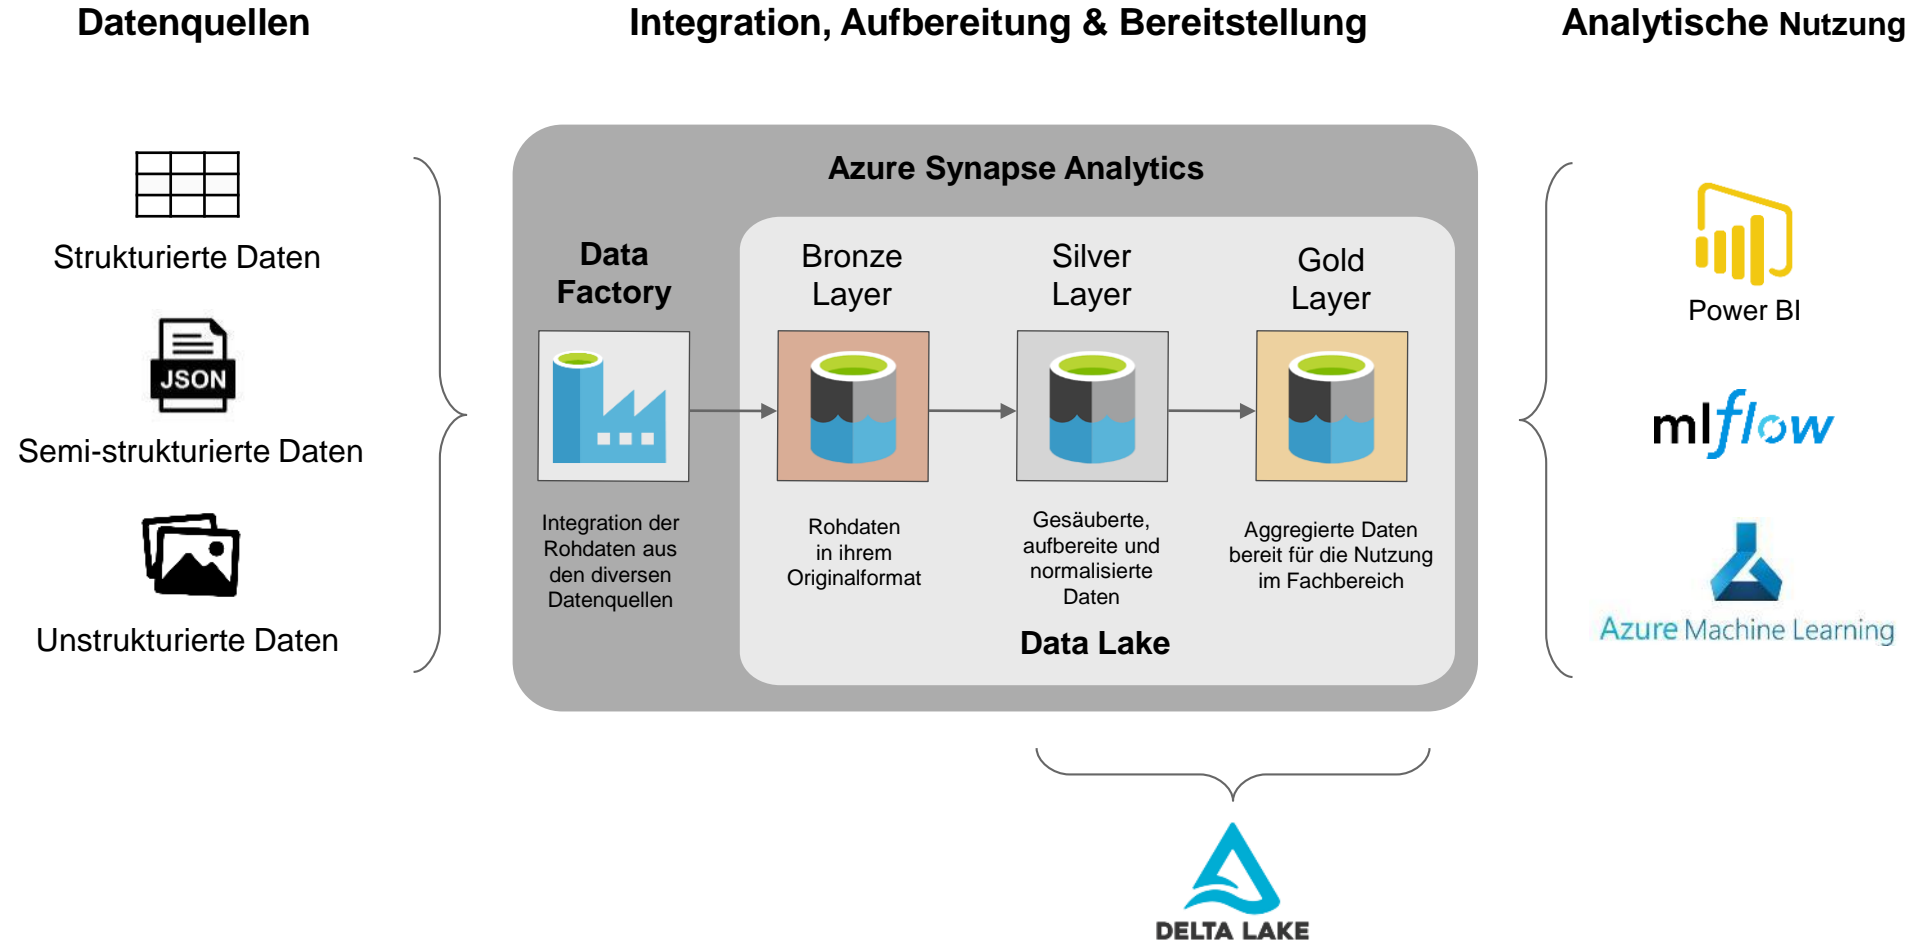 Datenquellen
Integration, Aufbereitung & Bereitstellung
Analytische Nutzung
Strukturierte Daten
JSON
Semi-strukturierte Daten
Unstrukturierte Daten
Azure Synapse Analytics
Data
Factory
Integration der
Rohdaten aus
den diversen
Datenquellen
Bronze
Layer
Rohdaten
in ihrem
Originalformat
Silver
Layer
Gesäuberte,
aufbereite und
normalisierte
Daten
Gold
Layer
Aggregierte Daten
bereit für die Nutzung
im Fachbereich
Data Lake
DELTA LAKE
Power BI
mlflow
Azure Machine Learning